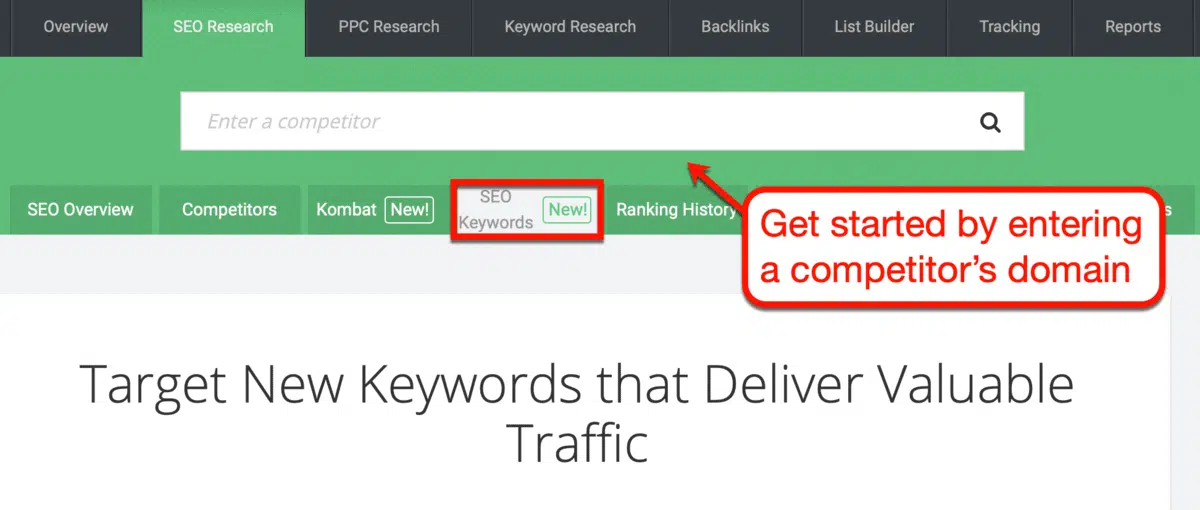 Overview SEO Research PPC Research Keyword Research Backlinks List Builder Tracking Reports
Enter a competitor
SEO Overview Competitors Kombat New! SEO Keywords New! Ranking History
Get started by entering
a competitor’s domain
Target New Keywords that Deliver Valuable
Traffic